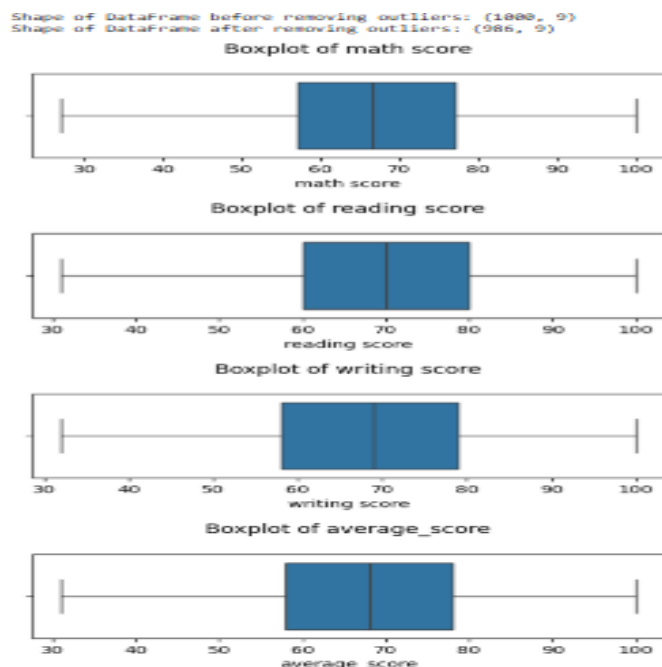 Shape of DataFrame before removing outliers: (1000, 9)
Shape of DataFrame after removing outliers: (986, 9)
Boxplot of math score
30 40 50 60 70 80 90 100
math score
Boxplot of reading score
30 40 50 60 70 80 90 100
reading score
Boxplot of writing score
30 40 50 60 70 80 90 100
writing score
Boxplot of average_score
30 40 50 60 70 80 90 100
average_score